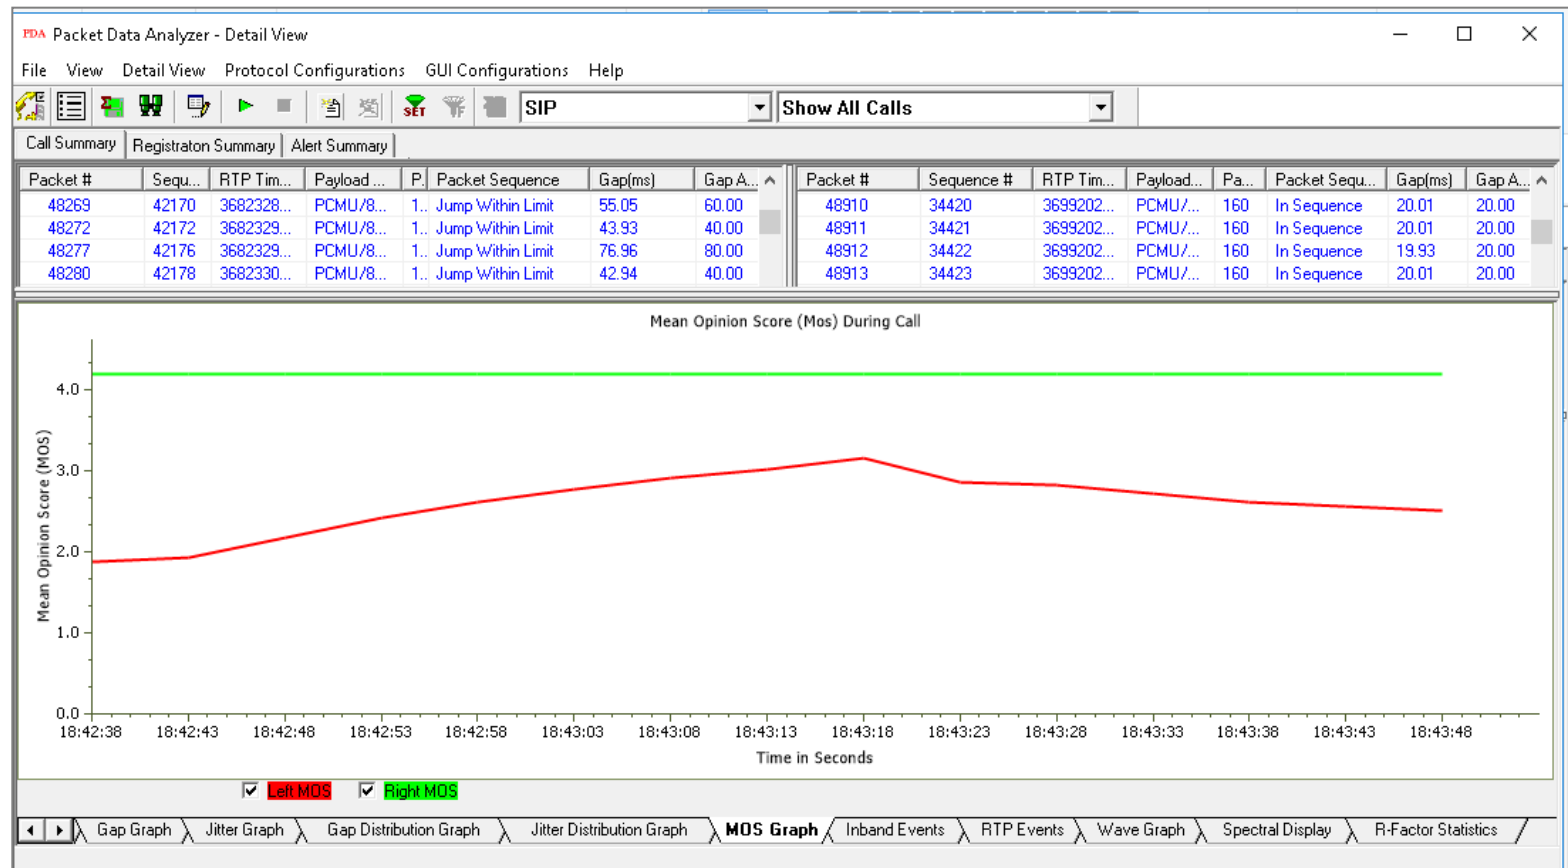 PDA Packet Data Analyzer - Detail View
File View Detail View Protocol Configurations GUI Configurations Help
SET SIP Show All Calls
Call Summary Registraton Summary Alert Summary
Packet # Sequ... RTP Tim... Payload ... P. Packet Sequence Gap(ms) Gap A... Packet # Sequence # RTP Tim... Payload... Pa... Packet Sequ... Gap(ms) Gap A...
48269 42170 3682328... PCMU/8... 1.. Jump Within Limit 55.05 60.00 48910 34420 3699202... PCMU/... 160 In Sequence 20.01 20.00
48272 42172 3682329... PCMU/8... 1.. Jump Within Limit 43.93 40.00 48911 34421 3699202... PCMU/... 160 In Sequence 20.01 20.00
48277 42176 3682329... PCMU/8... 1.. Jump Within Limit 76.96 80.00 48912 34422 3699202... PCMU/... 160 In Sequence 19.93 20.00
48280 42178 3682330... PCMU/8... 1.. Jump Within Limit 42.94 40.00 48913 34423 3699202... PCMU/... 160 In Sequence 20.01 20.00
Mean Opinion Score (Mos) During Call
Mean Opinion Score (MOS)
4.0
3.0
2.0
1.0
0.0
18:42:38 18:42:43 18:42:48 18:42:53 18:42:58 18:43:03 18:43:08 18:43:13 18:43:18 18:43:23 18:43:28 18:43:33 18:43:38 18:43:43 18:43:48
Time in Seconds
Left MOS Right MOS
Gap Graph Jitter Graph Gap Distribution Graph Jitter Distribution Graph MOS Graph Inband Events RTP Events Wave Graph Spectral Display R-Factor Statistics